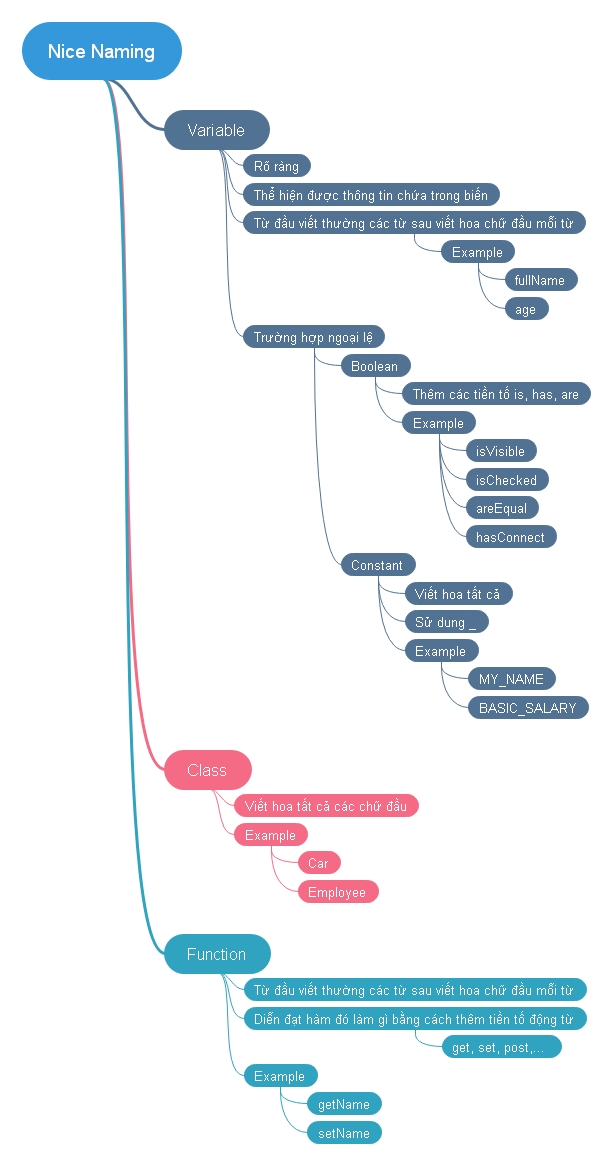 Nice Naming
Variable
Rõ ràng
Thể hiện được thông tin chứa trong biến
Từ đầu viết thường các từ sau viết hoa chữ đầu mỗi từ
Example
fullName
age
Trường hợp ngoại lệ
Boolean
Thêm các tiền tố is, has, are
Example
isVisible
isChecked
areEqual
hasConnect
Constant
Viết hoa tất cả
Sử dung _
Example
MY_NAME
BASIC_SALARY
Class
Viết hoa tất cả các chữ đầu
Example
Car
Employee
Function
Từ đầu viết thường các từ sau viết hoa chữ đầu mỗi từ
Diễn đạt hàm đó làm gì bằng cách thêm tiền tố động từ
get, set, post,...
Example
getName
setName